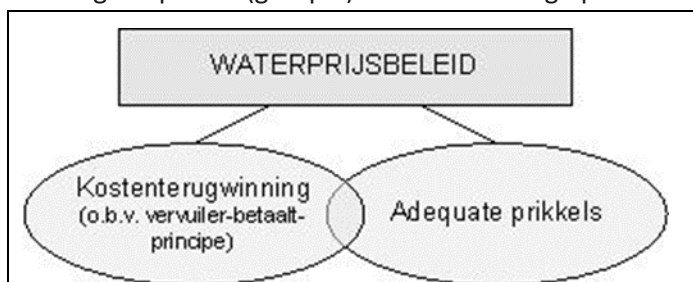 WATERPRIJSBELEID
Kostenterugwinning
(o.b.v. vervuiler-betaalt-
principe)
Adequate prikkels